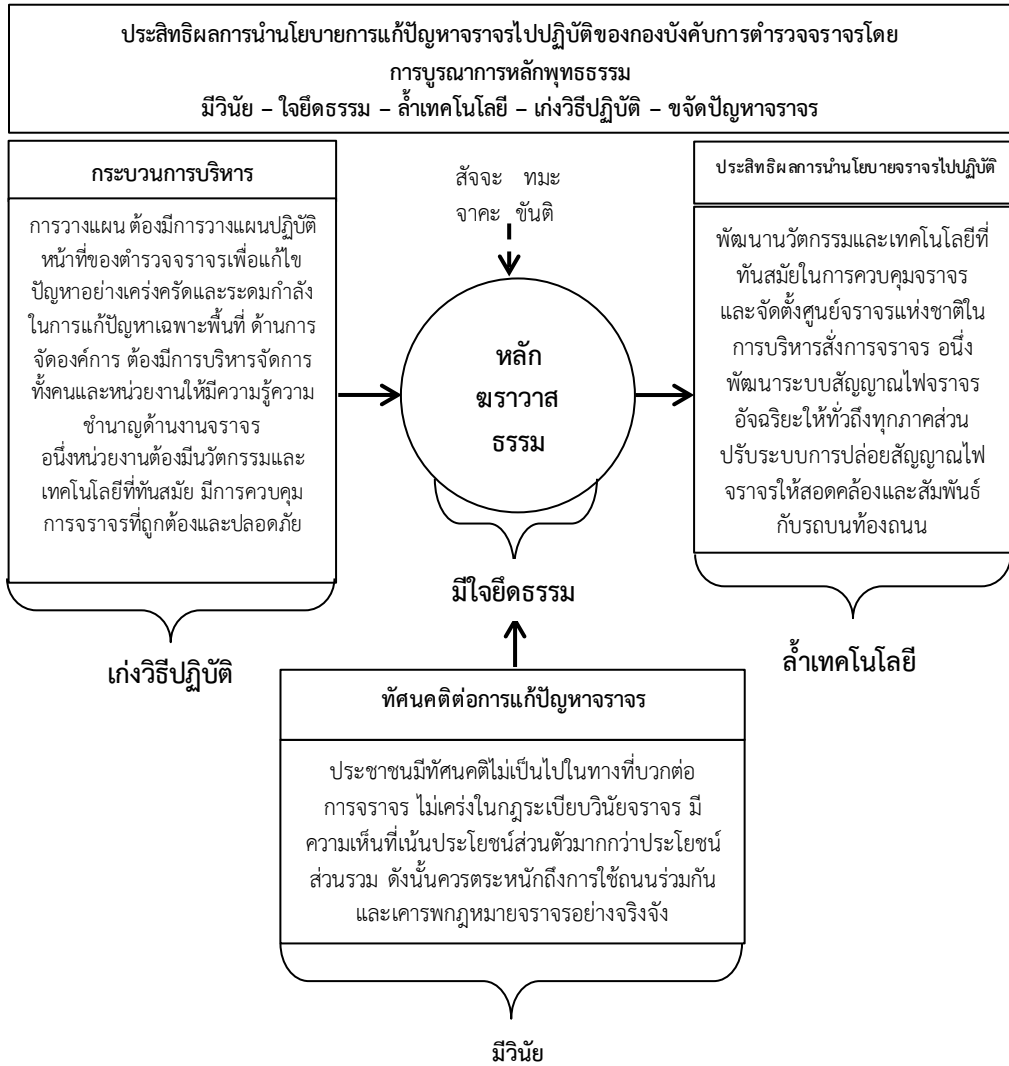 ประสิทธิผลการนำนโยบายการแก้ปัญหาจราจรไปปฏิบัติของกองบังคับการตำรวจจราจรโดย
การบูรณาการหลักพุทธธรรม
มีวินัย – ใจยึดธรรม – ล้ำเทคโนโลยี – เก่งวิธีปฏิบัติ – ขจัดปัญหาจราจร
กระบวนการบริหาร
การวางแผน ต้องมีการวางแผนปฏิบัติ
หน้าที่ของตำรวจจราจรเพื่อแก้ไข
ปัญหาอย่างเคร่งครัดและระดมกำลัง
ในการแก้ปัญหาเฉพาะพื้นที่ ด้านการ
จัดองค์การ ต้องมีการบริหารจัดการ
ทั้งคนและหน่วยงานให้มีความรู้ความ
ชำนาญด้านงานจราจร
อนึ่งหน่วยงานต้องมีนวัตกรรมและ
เทคโนโลยีที่ทันสมัย มีการควบคุม
การจราจรที่ถูกต้องและปลอดภัย
เก่งวิธีปฏิบัติ
สัจจะ ทมะ
จาคะ ขันติ
หลัก
ฆราวาส
ธรรม
มีใจยึดธรรม
ประสิทธิผลการนำนโยบายจราจรไปปฏิบัติ
พัฒนานวัตกรรมและเทคโนโลยีที่
ทันสมัยในการควบคุมจราจร
และจัดตั้งศูนย์จราจรแห่งชาติใน
การบริหารสั่งการจราจร อนึ่ง
พัฒนาระบบสัญญาณไฟจราจร
อัจฉริยะให้ทั่วถึงทุกภาคส่วน
ปรับระบบการปล่อยสัญญาณไฟ
จราจรให้สอดคล้องและสัมพันธ์
กับรถบนท้องถนน
ล้ำเทคโนโลยี
ทัศนคติต่อการแก้ปัญหาจราจร
ประชาชนมีทัศนคติไม่เป็นไปในทางที่บวกต่อ
การจราจร ไม่เคร่งในกฎระเบียบวินัยจราจร มี
ความเห็นที่เน้นประโยชน์ส่วนตัวมากกว่าประโยชน์
ส่วนรวม ดังนั้นควรตระหนักถึงการใช้ถนนร่วมกัน
และเคารพกฎหมายจราจรอย่างจริงจัง
มีวินัย